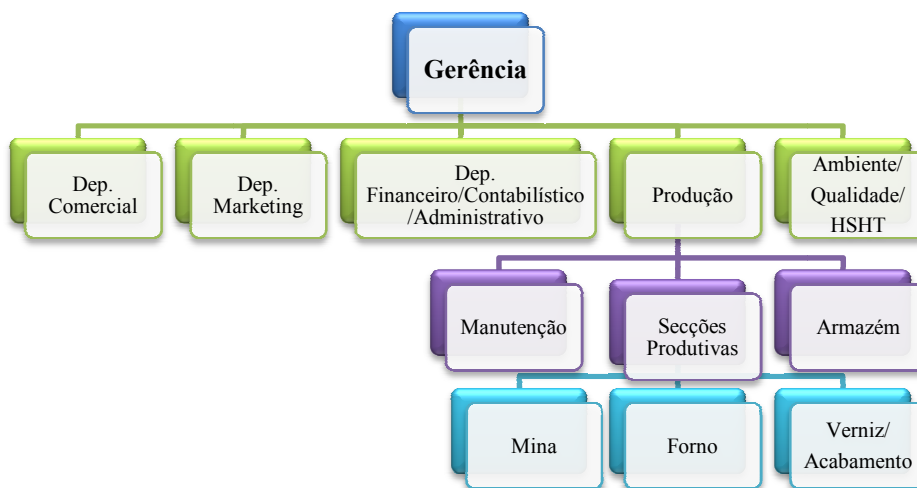 Gerência
Dep.
Comercial
Dep.
Marketing
Dep.
Financeiro/Contabilístico
/Administrativo
Produção
Ambiente/
Qualidade/
HSHT
Manutenção
Secções
Produtivas
Armazém
Mina
Forno
Verniz/
Acabamento